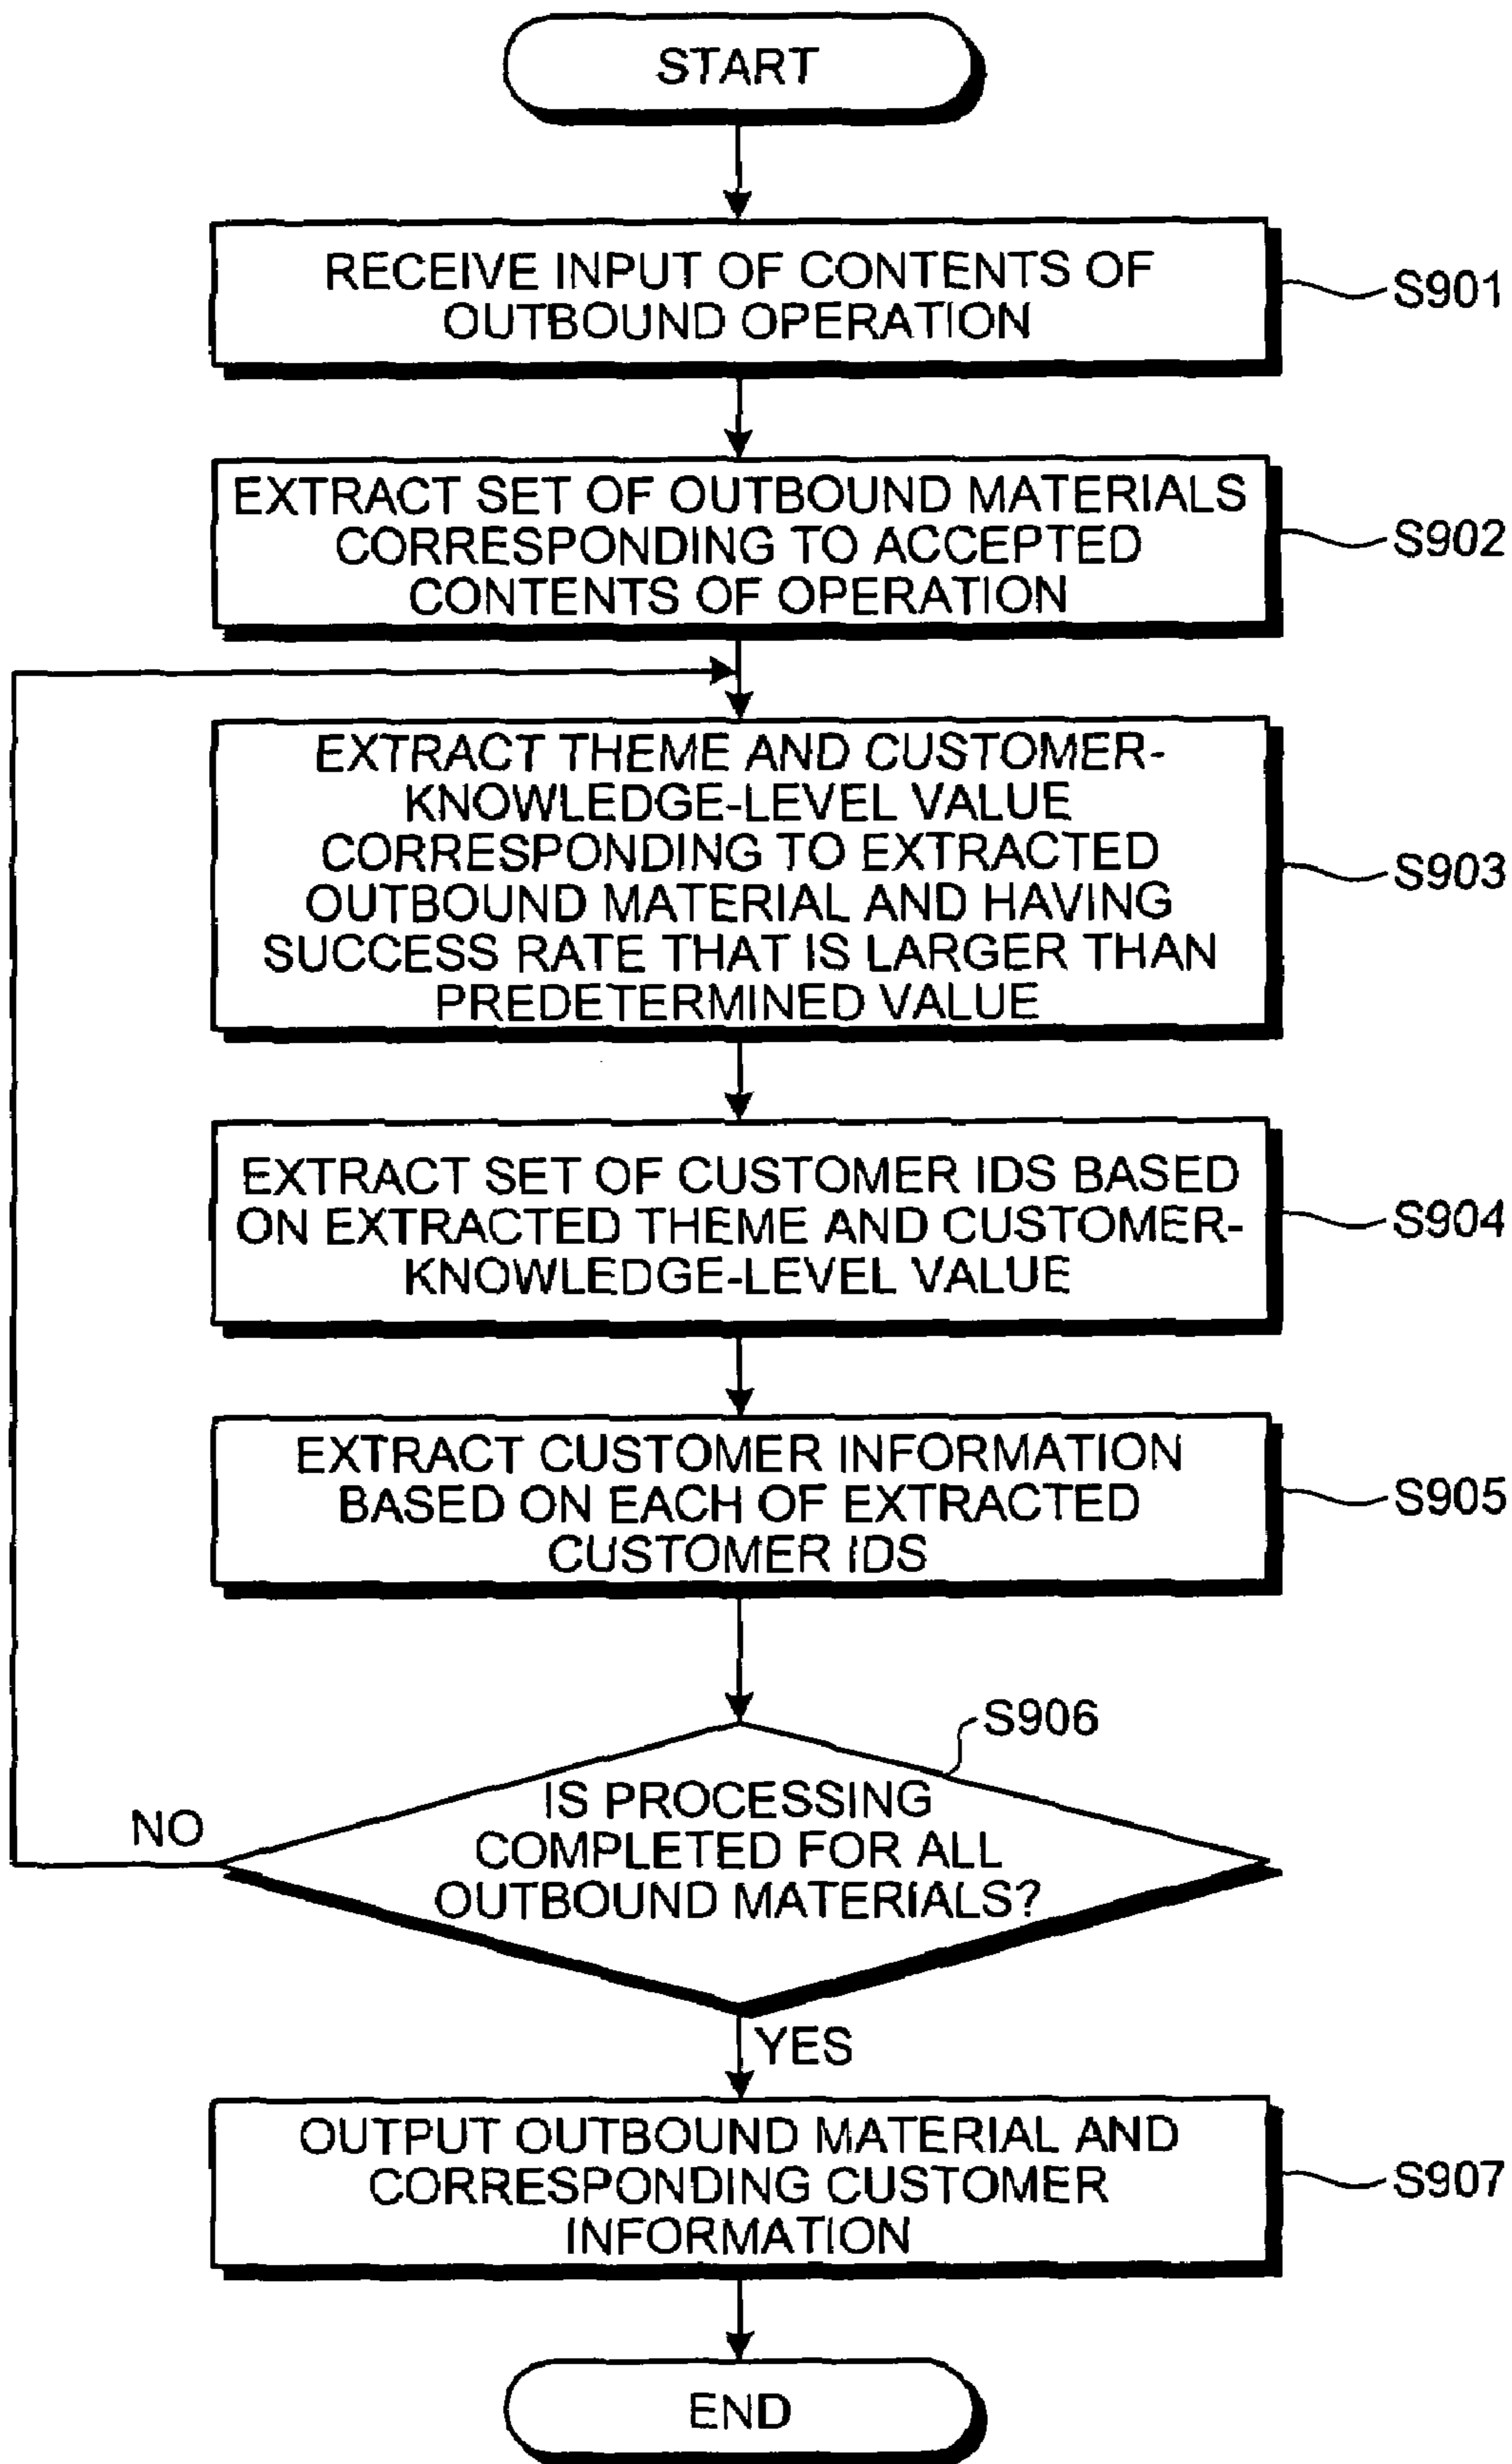 START
RECEIVE INPUT OF CONTENTS OF
OUTBOUND OPERATION
S901
EXTRACT SET OF OUTBOUND MATERIALS
CORRESPONDING TO ACCEPTED
CONTENTS OF OPERATION
S902
EXTRACT THEME AND CUSTOMER-
KNOWLEDGE-LEVEL VALUE
CORRESPONDING TO EXTRACTED
OUTBOUND MATERIAL AND HAVING
SUCCESS RATE THAT IS LARGER THAN
PREDETERMINED VALUE
S903
EXTRACT SET OF CUSTOMER IDS BASED
ON EXTRACTED THEME AND CUSTOMER-
KNOWLEDGE-LEVEL VALUE
S904
EXTRACT CUSTOMER INFORMATION
BASED ON EACH OF EXTRACTED
CUSTOMER IDS
S905
S906
IS PROCESSING
COMPLETED FOR ALL
OUTBOUND MATERIALS?
NO
YES
OUTPUT OUTBOUND MATERIAL AND
CORRESPONDING CUSTOMER
INFORMATION
S907
END